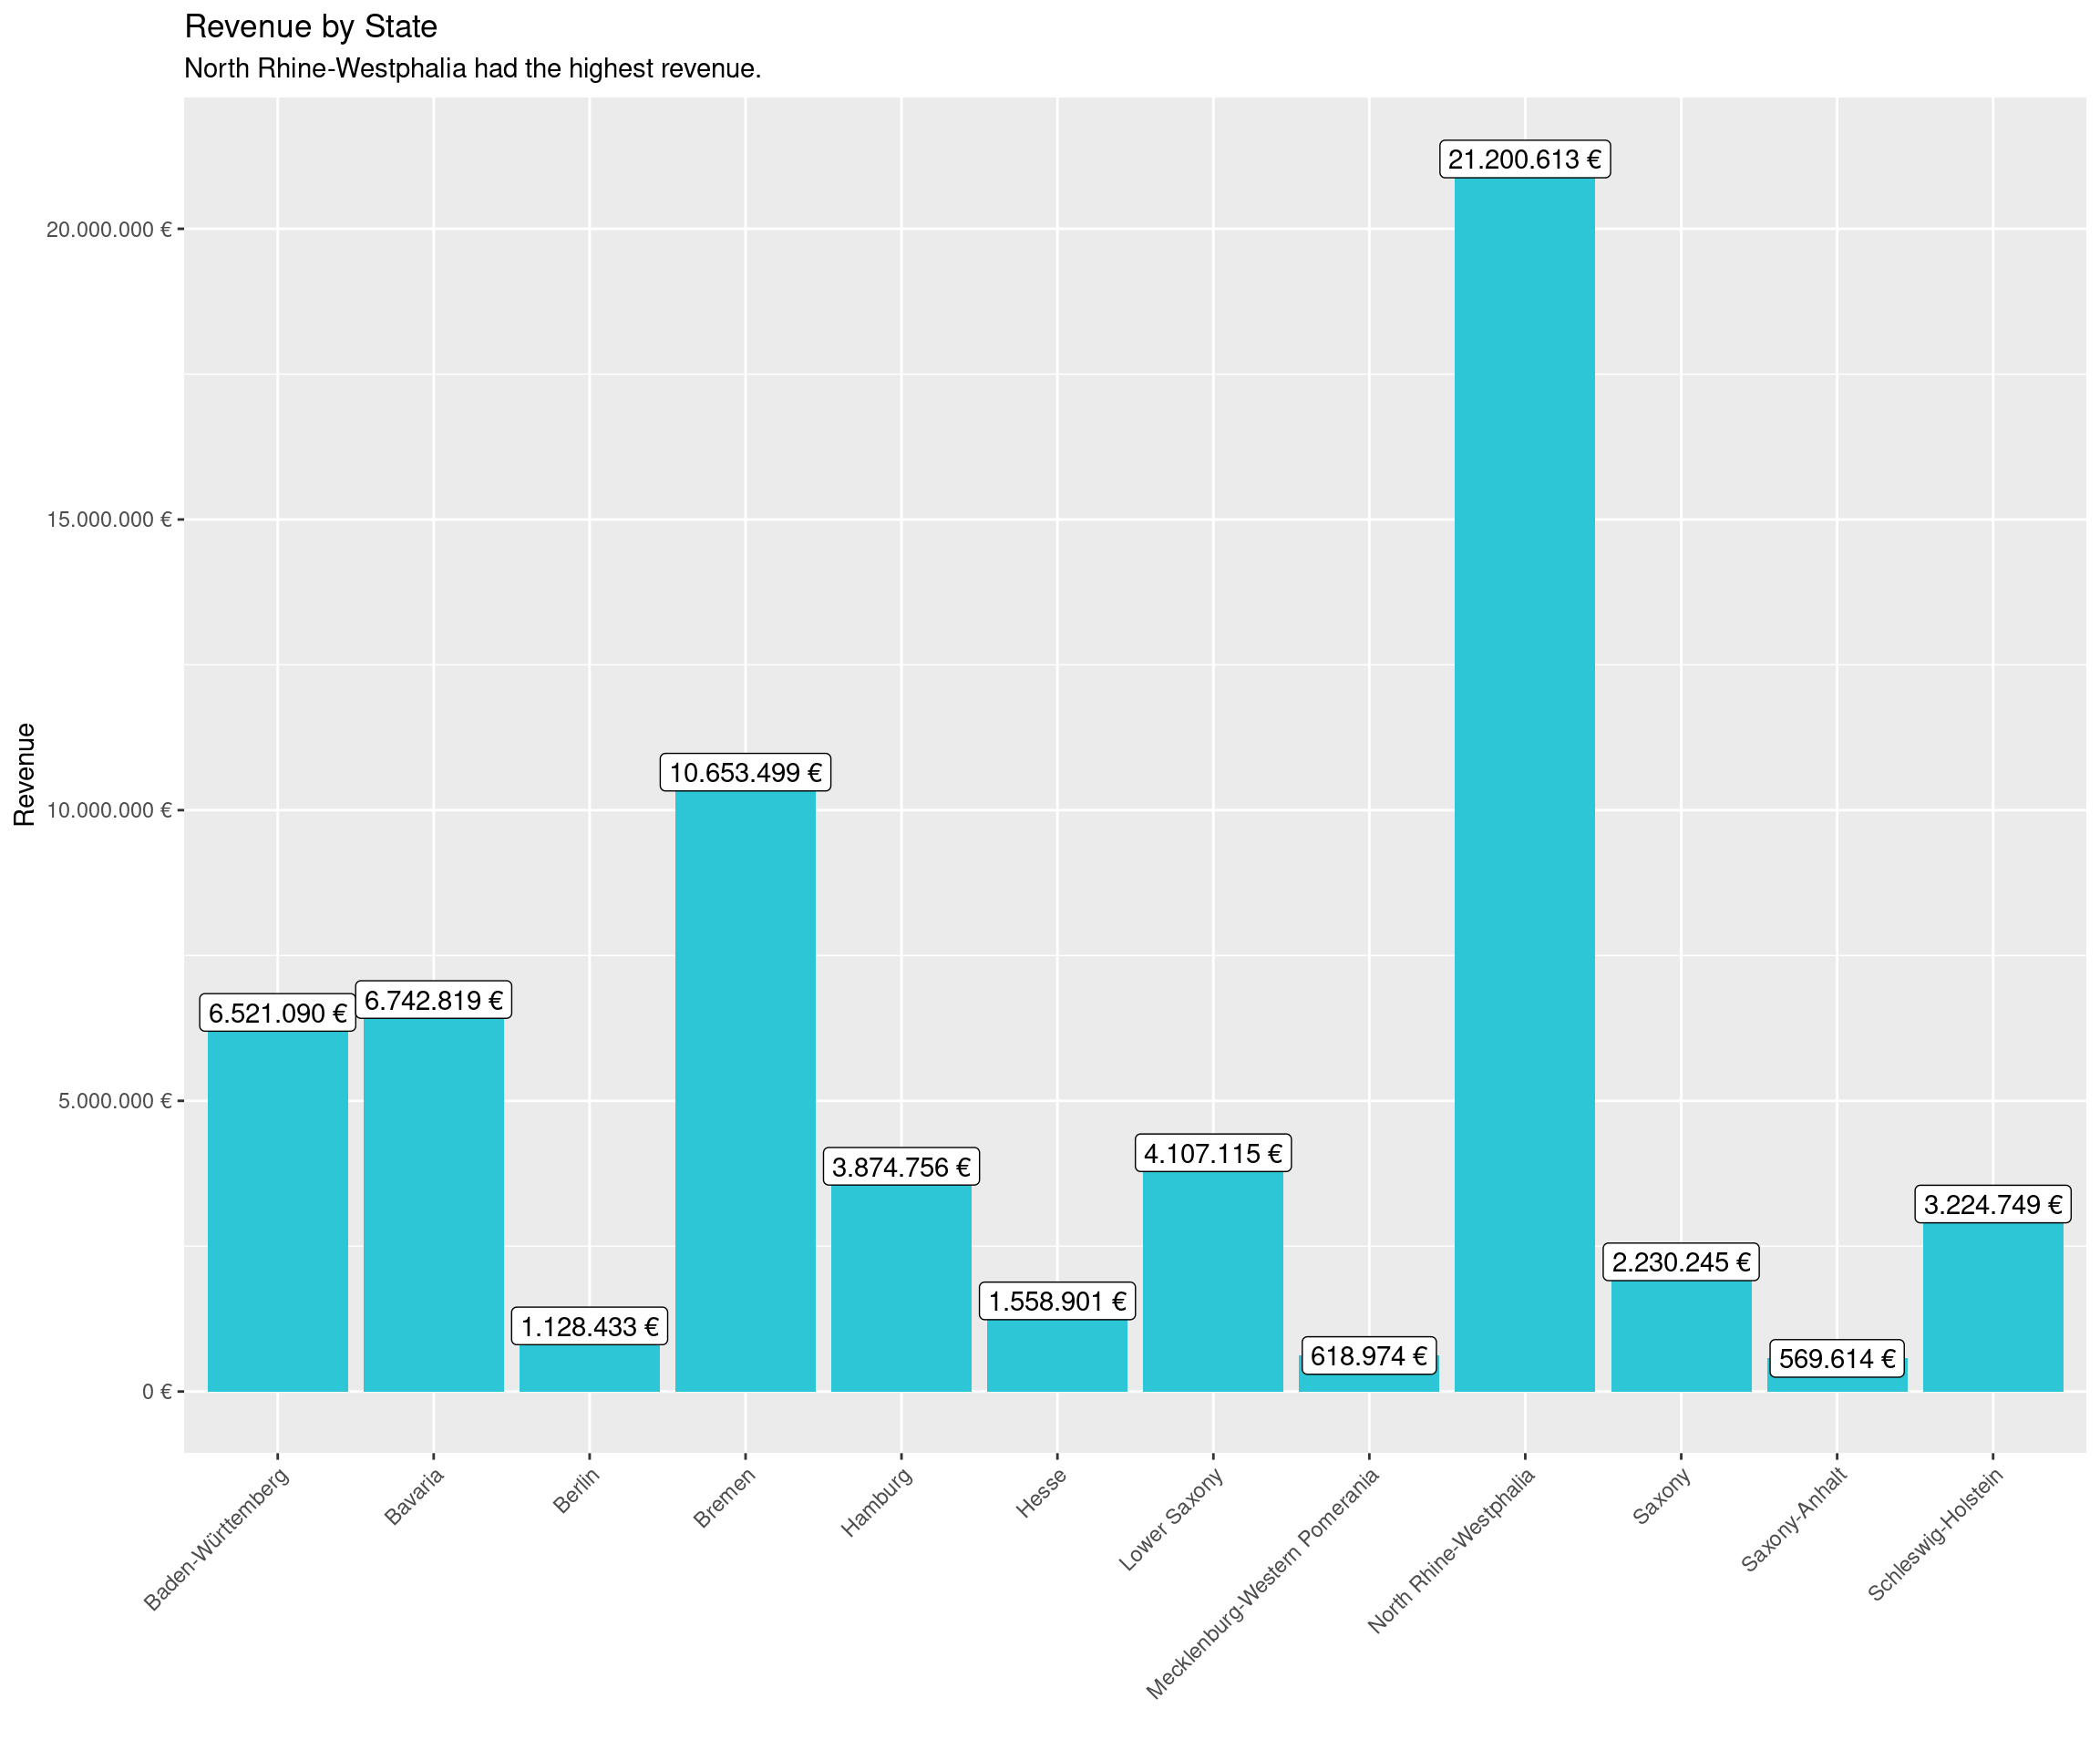 Revenue by State
North Rhine-Westphalia had the highest revenue.
Revenue
20.000.000 €
15.000.000 €
10.000.000 €
5.000.000 €
0 €
6.521.090 €
6.742.819 €
1.128.433 €
10.653.499 €
3.874.756 €
1.558.901 €
4.107.115 €
618.974 €
21.200.613 €
2.230.245 €
569.614 €
3.224.749 €
Baden-Württemberg
Bavaria
Berlin
Bremen
Hamburg
Hesse
Lower Saxony
Mecklenburg-Western Pomerania
North Rhine-Westphalia
Saxony
Saxony-Anhalt
Schleswig-Holstein